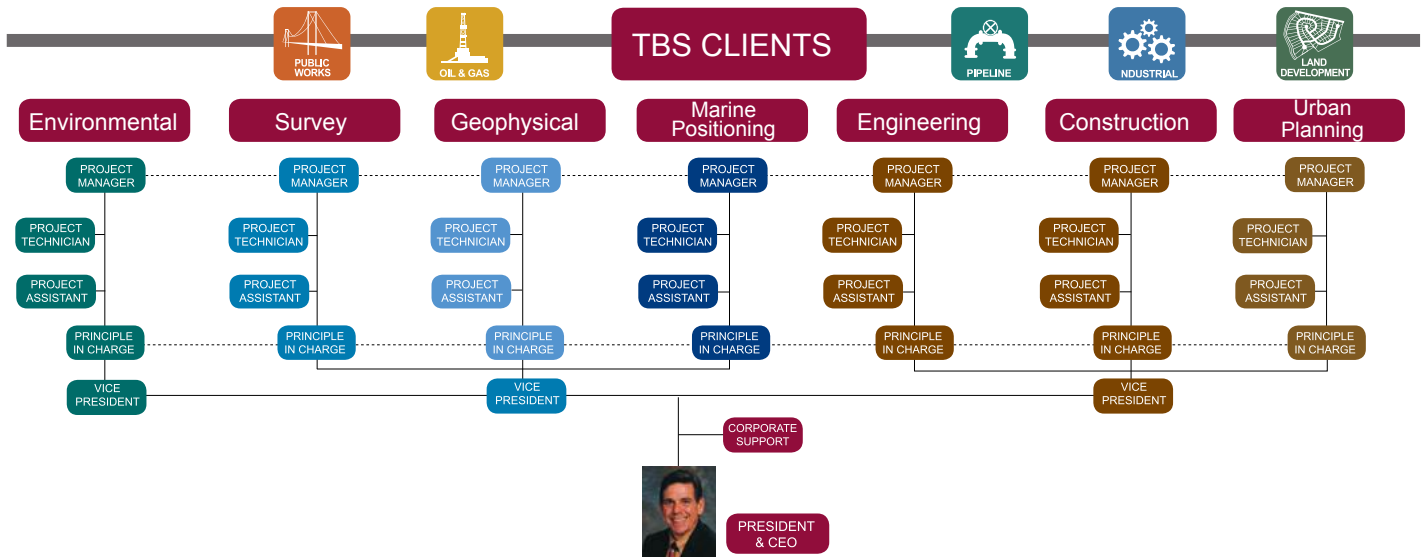 TBS CLIENTS
PUBLIC
WORKS
OIL & GAS
PIPELINE
NDUSTRIAL
LAND
DEVELOPMENT
Environmental
Survey
Geophysical
Marine
Positioning
Engineering
Construction
Urban
Planning
PROJECT
MANAGER
PROJECT
MANAGER
PROJECT
MANAGER
PROJECT
MANAGER
PROJECT
MANAGER
PROJECT
MANAGER
PROJECT
MANAGER
PROJECT
TECHNICIAN
PROJECT
TECHNICIAN
PROJECT
TECHNICIAN
PROJECT
TECHNICIAN
PROJECT
TECHNICIAN
PROJECT
TECHNICIAN
PROJECT
TECHNICIAN
PROJECT
ASSISTANT
PROJECT
ASSISTANT
PROJECT
ASSISTANT
PROJECT
ASSISTANT
PROJECT
ASSISTANT
PROJECT
ASSISTANT
PROJECT
ASSISTANT
PRINCIPLE
IN CHARGE
PRINCIPLE
IN CHARGE
PRINCIPLE
IN CHARGE
PRINCIPLE
IN CHARGE
PRINCIPLE
IN CHARGE
PRINCIPLE
IN CHARGE
PRINCIPLE
IN CHARGE
VICE
PRESIDENT
VICE
PRESIDENT
VICE
PRESIDENT
CORPORATE
SUPPORT
PRESIDENT
& CEO